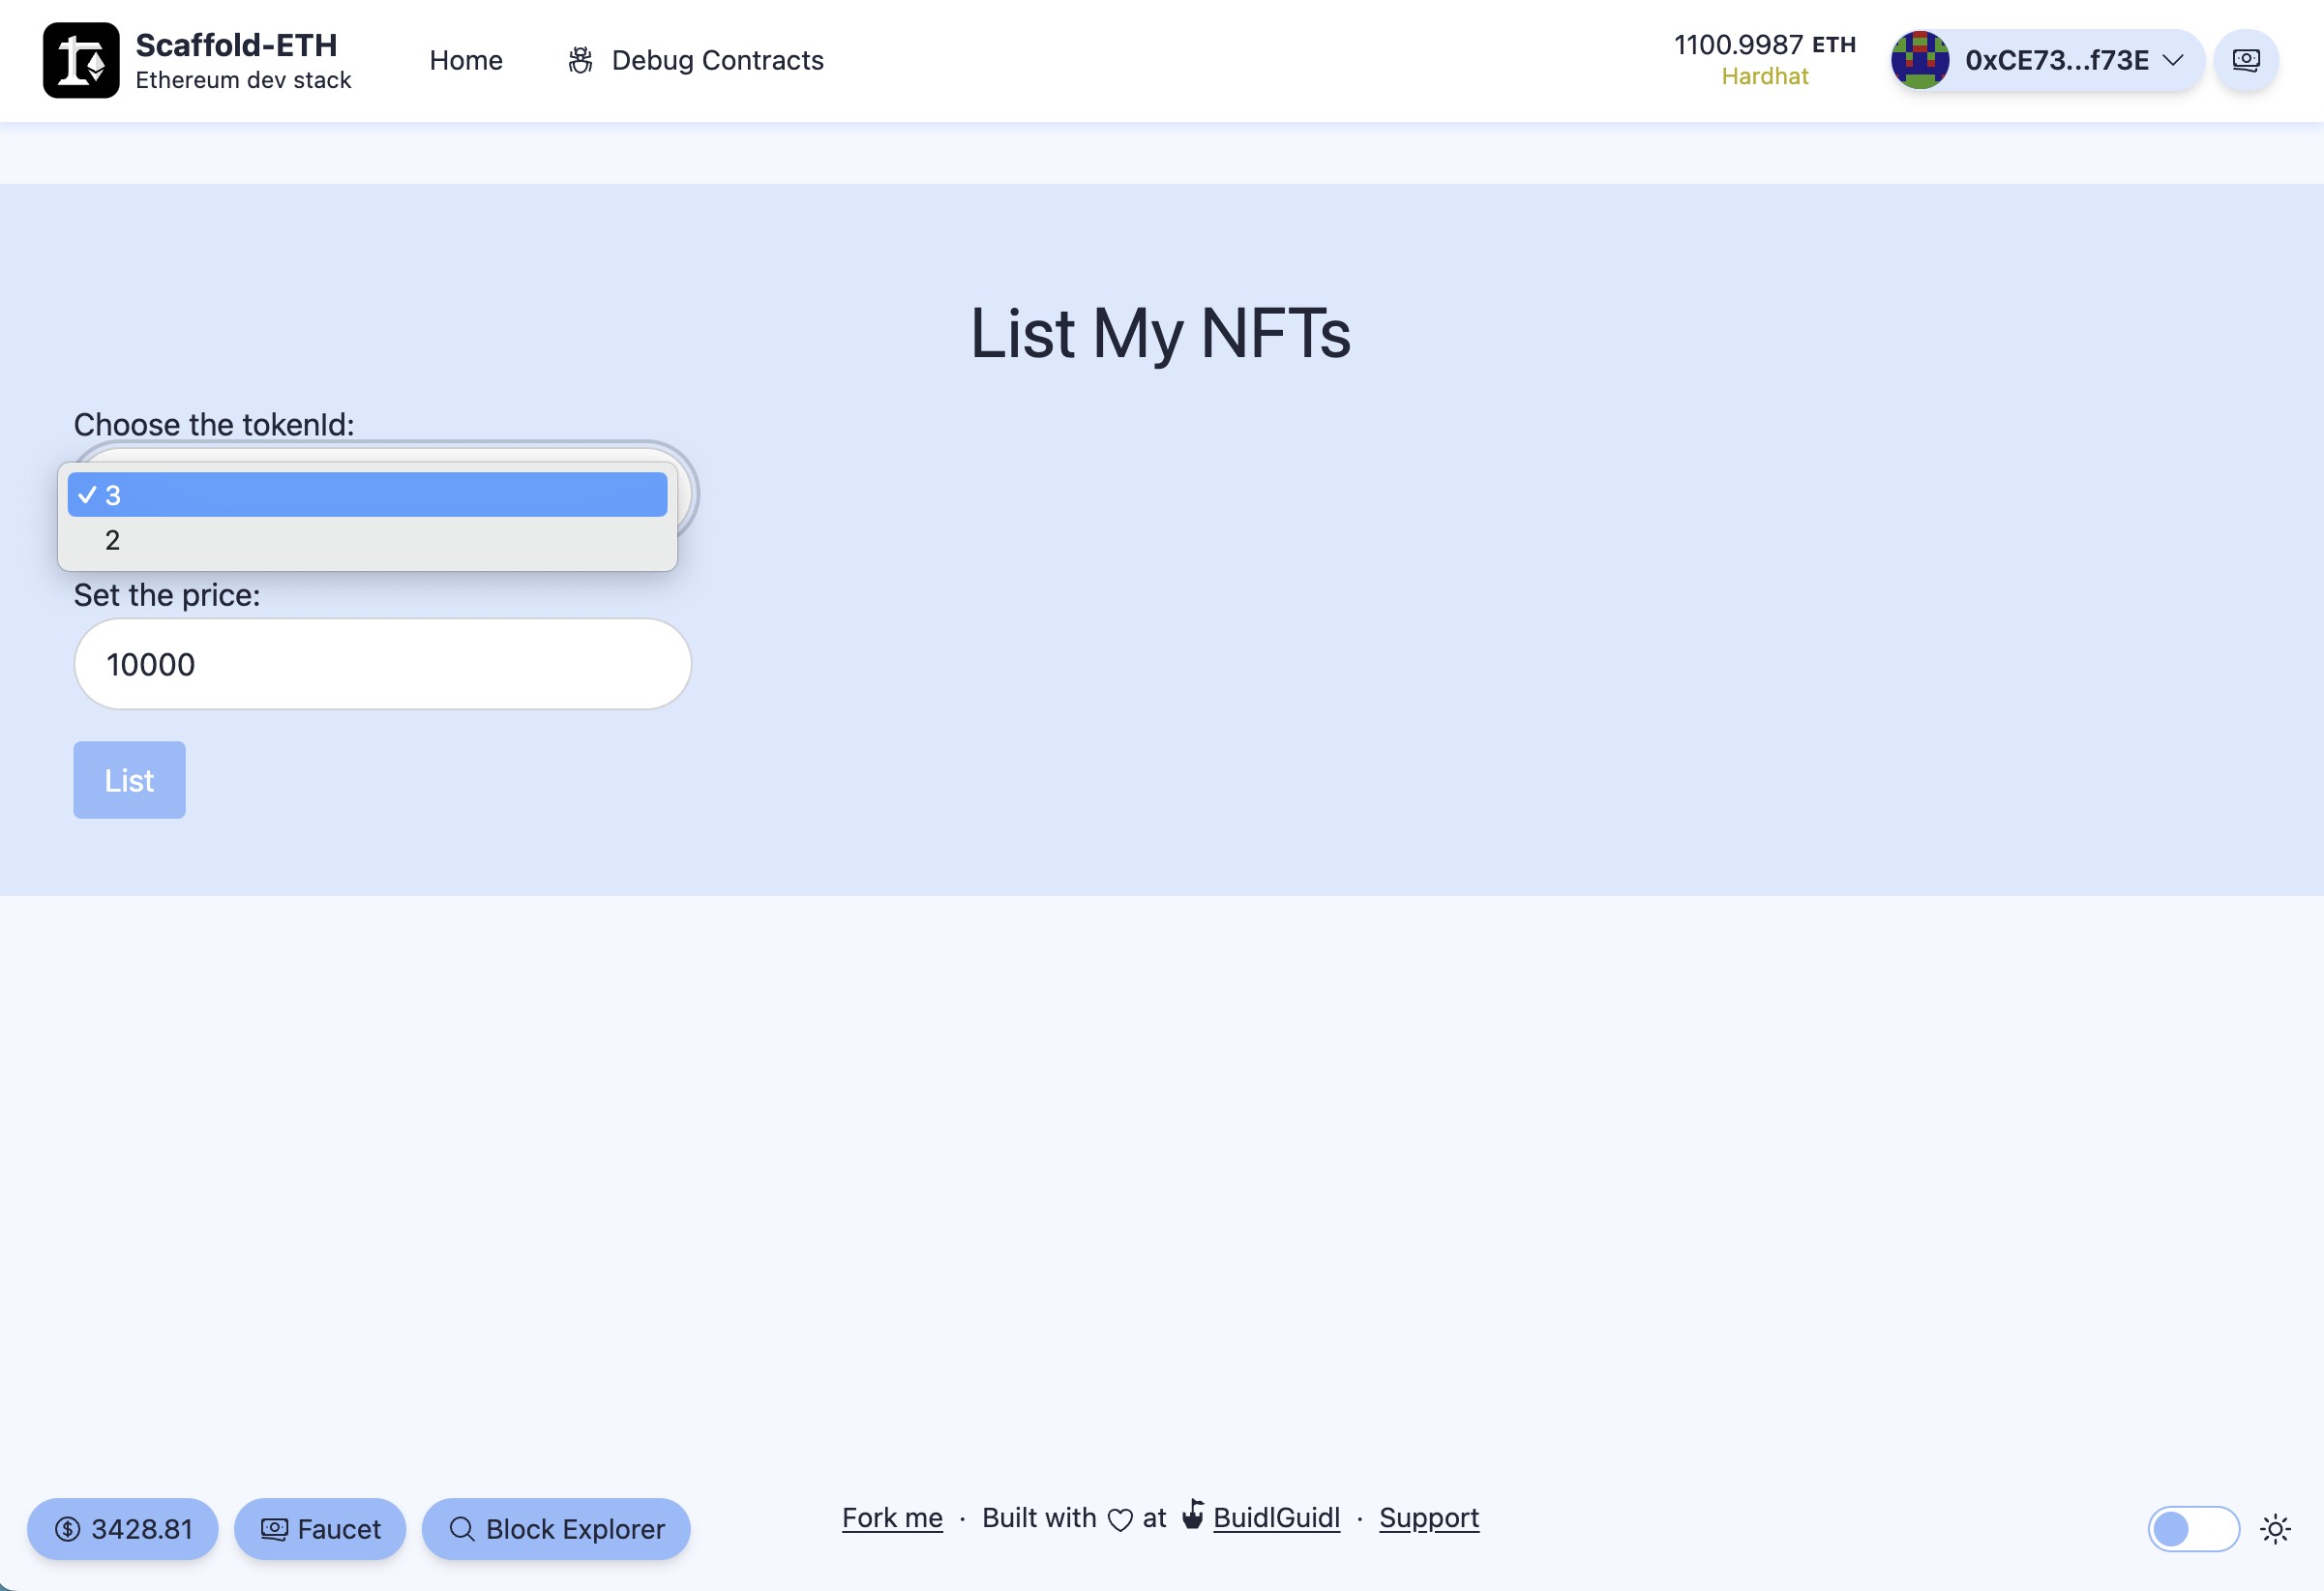 Scaffold-ETH
Ethereum dev stack
Home
Debug Contracts
1100.9987 ETH
Hardhat
0xCE73...f73E
List My NFTs
Choose the tokenId:
3
2
Set the price:
10000
List
3428.81
Faucet
Block Explorer
Fork me · Built with at BuidlGuidl · Support